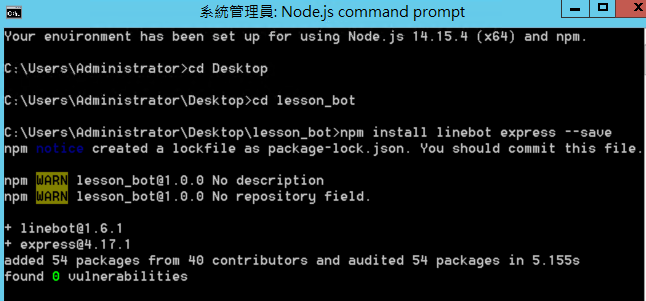 系統管理員: Node.js command prompt
Your environment has been set up for using Node.js 14.15.4 (x64) and npm.
C:\Users\Administrator>cd Desktop
C:\Users\Administrator\Desktop>cd lesson_bot
C:\Users\Administrator\Desktop\lesson_bot>npm install linebot express --save
npm notice created a lockfile as package-lock.json. You should commit this file.
npm WARN lesson_bot@1.0.0 No description
npm WARN lesson_bot@1.0.0 No repository field.
+ linebot@1.6.1
+ express@4.17.1
added 54 packages from 40 contributors and audited 54 packages in 5.155s
found 0 vulnerabilities